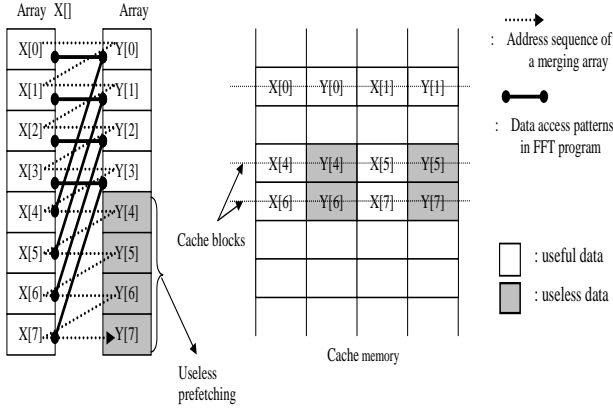 Array X[] Array
X[0] Y[0]
X[1] Y[1]
X[2] Y[2]
X[3] Y[3]
X[4] Y[4]
X[5] Y[5]
X[6] Y[6]
X[7] Y[7]
Useless
prefetching
X[0] Y[0] X[1] Y[1]
X[4] Y[4] X[5] Y[5]
X[6] Y[6] X[7] Y[7]
Cache blocks
Cache memory
: Address sequence of
a merging array
: Data access patterns
in FFT program
: useful data
: useless data